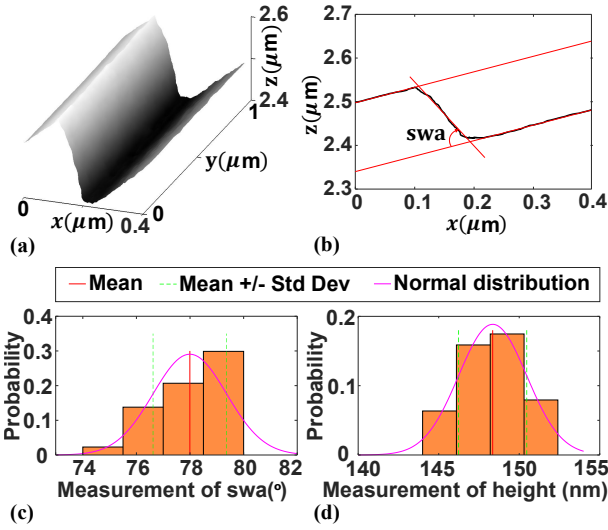 2.6
z(μm)
2.4
1
y(μm)
0
x(μm)
0
0.4
(a)
2.7
2.6
2.5
2.4
2.3
2.2
z(μm)
swa
0
0.1
0.2
0.3
0.4
x(μm)
(b)
Mean
Mean +/- Std Dev
Normal distribution
0.4
0.3
0.2
0.1
0
Probability
74
76
78
80
82
Measurement of swa(º)
(c)
0.2
0.1
0
Probability
140
145
150
155
Measurement of height (nm)
(d)